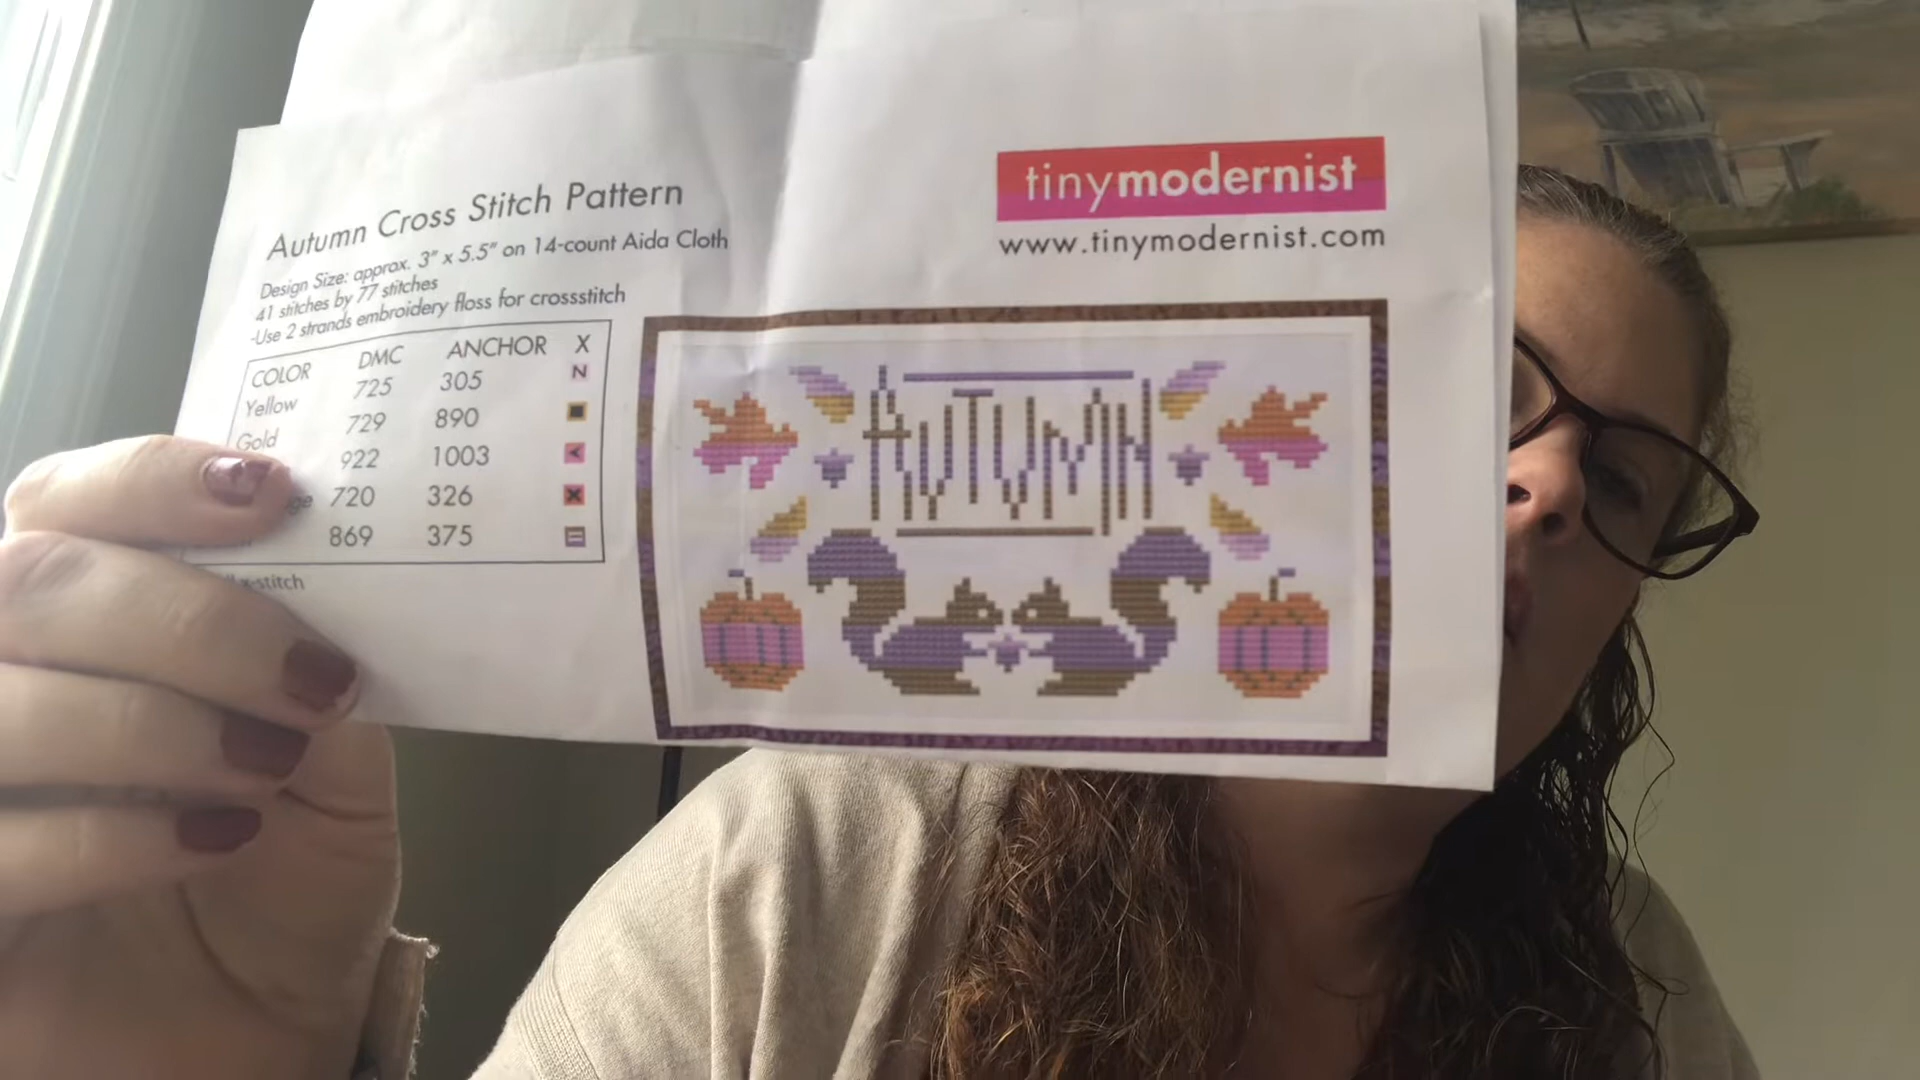 tinymodernist
www.tinymodernist.com
Autumn Cross Stitch Pattern
Design Size: approx. 3" x 5.5" on 14-count Aida Cloth
41 stitches by 77 stitches
-Use 2 strands embroidery floss for crossstitch
COLOR DMC ANCHOR X
Yellow 725 305 N
Gold 729 890
922 1003
720 326
869 375
AUTUMN